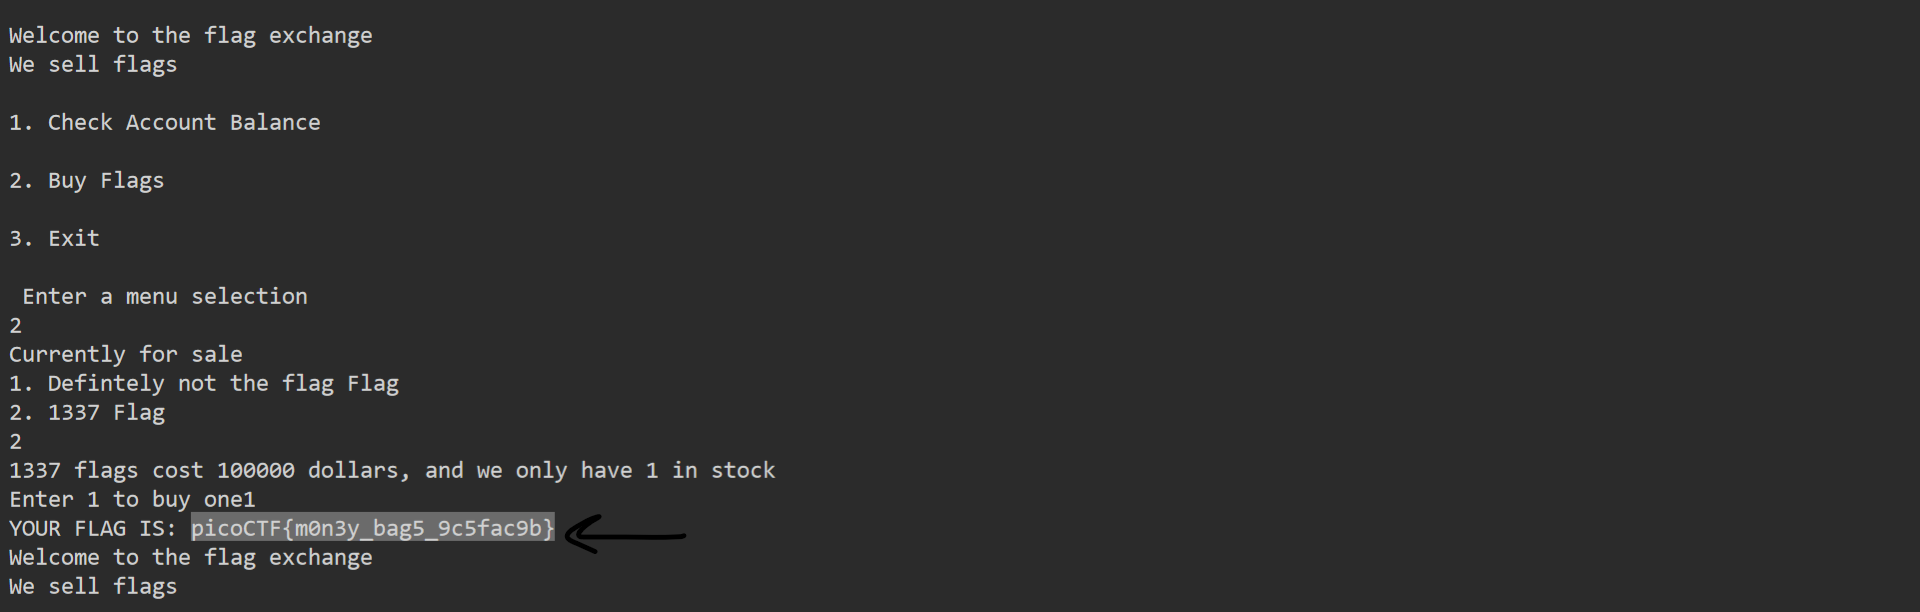 Welcome to the flag exchange
We sell flags
1. Check Account Balance
2. Buy Flags
3. Exit
Enter a menu selection
2
Currently for sale
1. Defintely not the flag Flag
2. 1337 Flag
2
1337 flags cost 100000 dollars, and we only have 1 in stock
Enter 1 to buy one1
YOUR FLAG IS: picoCTF{m0n3y_bag5_9c5fac9b}
Welcome to the flag exchange
We sell flags